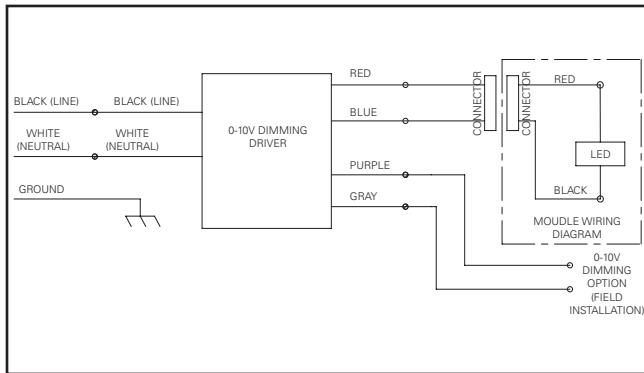 BLACK (LINE)
BLACK (LINE)
WHITE
(NEUTRAL)
WHITE
(NEUTRAL)
GROUND
0-10V DIMMING
DRIVER
RED
BLUE
PURPLE
GRAY
CONNECTOR
CONNECTOR
RED
LED
BLACK
MOUDLE WIRING
DIAGRAM
0-10V
DIMMING
OPTION
(FIELD
INSTALLATION)